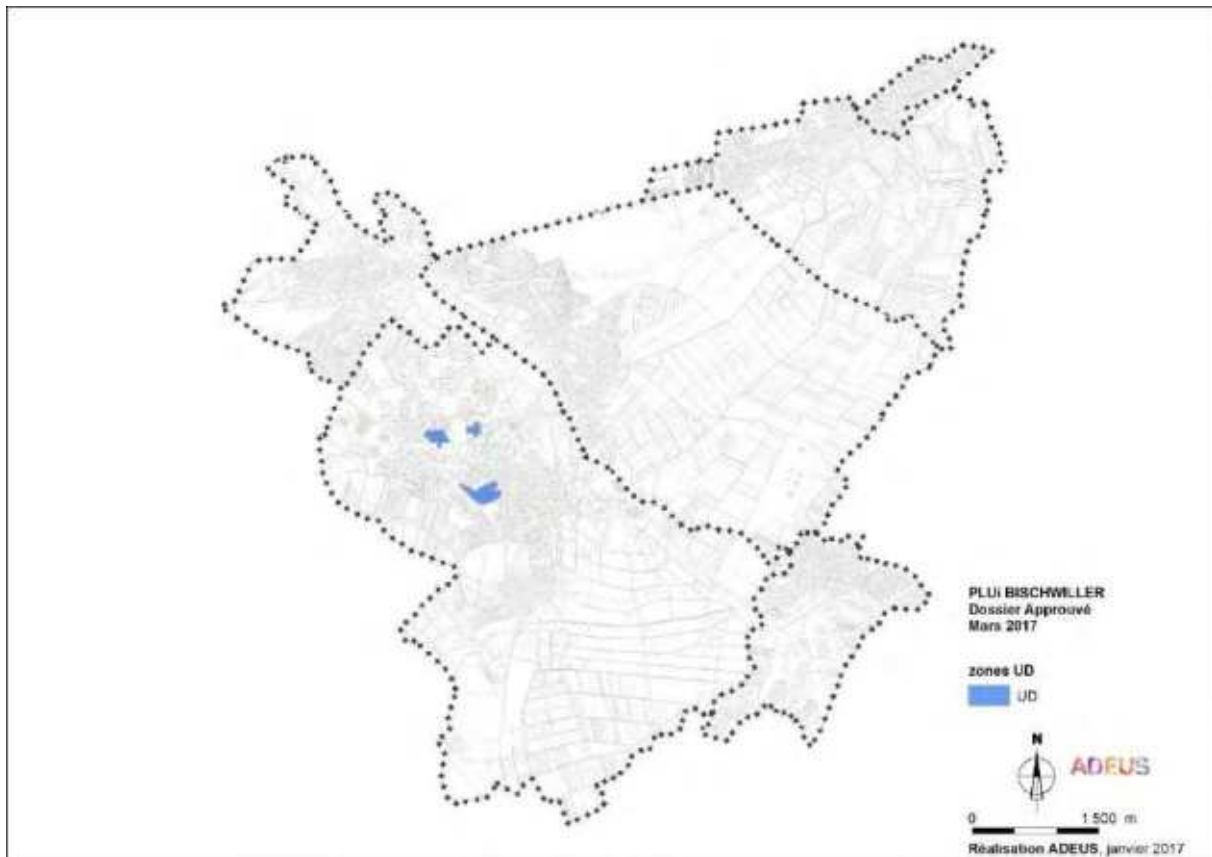 PLUi BISCHWILLER
Dossier Approuvé
Mars 2017
zones UD
UD
N
ADEUS
0 1 500 m
Réalisation ADEUS, janvier 2017